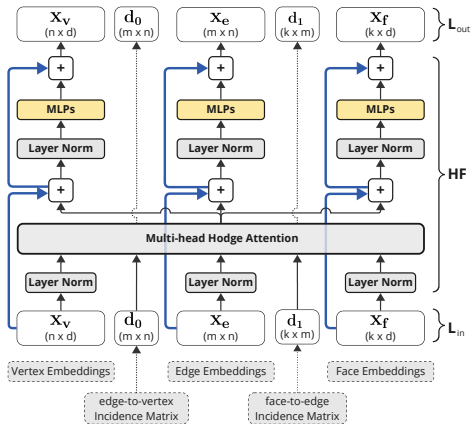 X_v d_0 X_e d_1 X_f L_out
(n x d) (m x n) (m x d) (k x m) (k x d)
+ + +
MLPs MLPs MLPs
Layer Norm Layer Norm Layer Norm
HF
+ + +
Multi-head Hodge Attention
Layer Norm Layer Norm Layer Norm
X_v d_0 X_e d_1 X_f L_in
(n x d) (m x n) (m x d) (k x m) (k x d)
Vertex Embeddings Edge Embeddings Face Embeddings
edge-to-vertex
Incidence Matrix
face-to-edge
Incidence Matrix